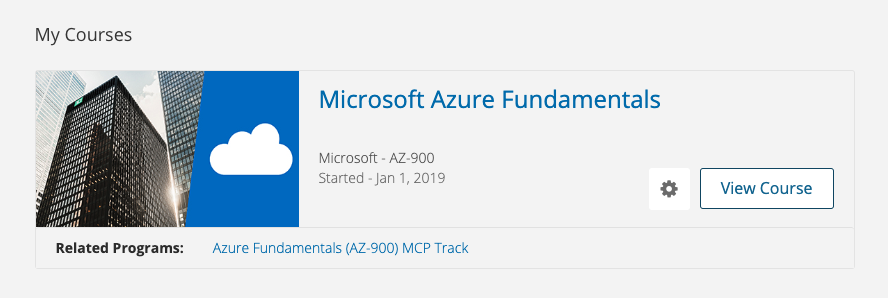 My Courses
Microsoft Azure Fundamentals
Microsoft - AZ-900
Started - Jan 1, 2019
View Course
Related Programs: Azure Fundamentals (AZ-900) MCP Track